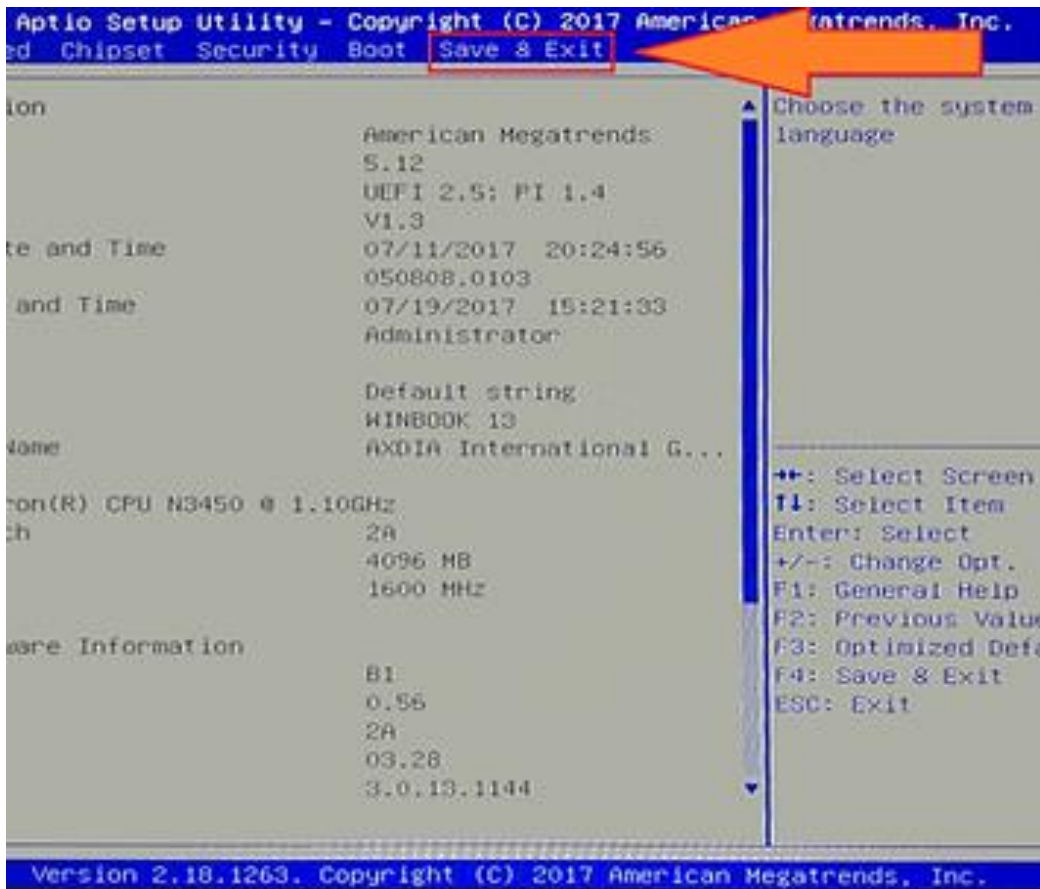 Aptio Setup Utility – Copyright (C) 2017 American Megatrends, Inc.
ed Chipset Security Boot Save & Exit
ion
American Megatrends
5.12
UEFI 2.5; PI 1.4
V1.3
te and Time 07/11/2017 20:24:56
050808.0103
and Time 07/19/2017 15:21:33
Administrator
Default string
WINBOOK 13
Name AXDIA International G...
ron(R) CPU N3450 @ 1.10GHz
ch 2A
4096 MB
1600 MHz
ware Information
B1
0.56
2A
03.28
3.0.13.1144
Choose the system
language
→←: Select Screen
↑↓: Select Item
Enter: Select
+/-: Change Opt.
F1: General Help
F2: Previous Value
F3: Optimized Defa
F4: Save & Exit
ESC: Exit
Version 2.18.1263. Copyright (C) 2017 American Megatrends, Inc.